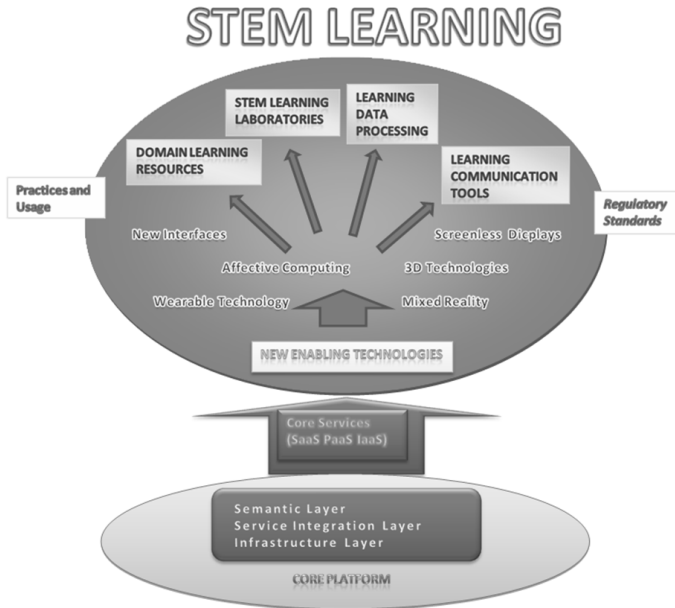 STEM LEARNING
STEM LEARNING
LABORATORIES
LEARNING
DATA
PROCESSING
DOMAIN LEARNING
RESOURCES
LEARNING
COMMUNICATION
TOOLS
Practices and
Usage
Regulatory
Standards
New Interfaces
Screenless Dicplays
Affective Computing
3D Technologies
Wearable Technology
Mixed Reality
NEW ENABLING TECHNOLOGIES
Core Services
(SaaS PaaS IaaS)
Semantic Layer
Service Integration Layer
Infrastructure Layer
CORE PLATFORM